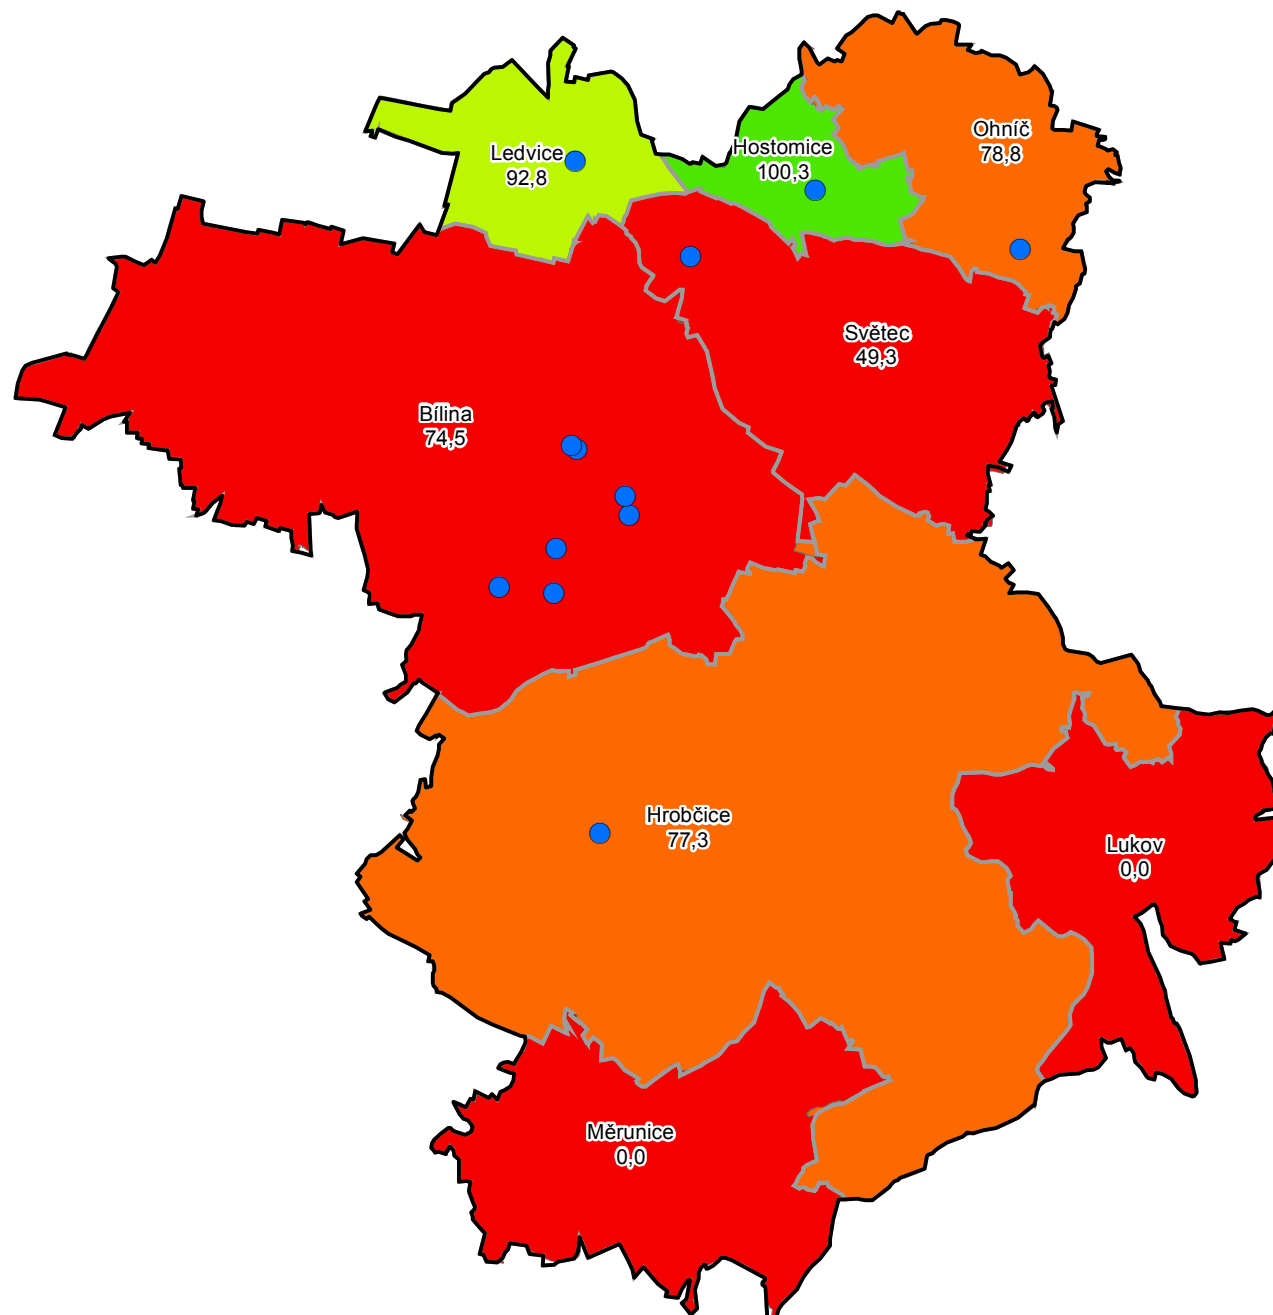 Ohníč
78,8
Hostomice
100,3
Ledvice
92,8
Světec
49,3
Bílina
74,5
Hrobčice
77,3
Lukov
0,0
Měrunice
0,0